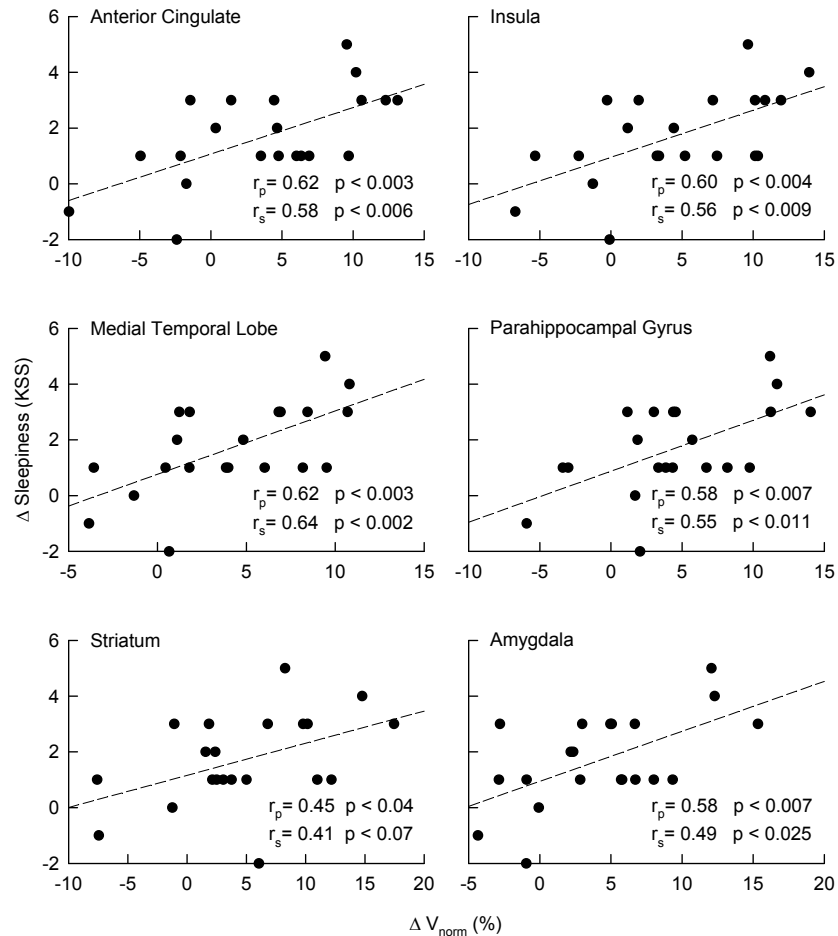 Anterior Cingulate
6
4
2
0
-2
r_p= 0.62 p < 0.003
r_s= 0.58 p < 0.006
-10 -5 0 5 10 15
Insula
r_p= 0.60 p < 0.004
r_s= 0.56 p < 0.009
-10 -5 0 5 10 15 20
Δ Sleepiness (KSS)
Medial Temporal Lobe
6
4
2
0
-2
r_p= 0.62 p < 0.003
r_s= 0.64 p < 0.002
-5 0 5 10 15
Parahippocampal Gyrus
r_p= 0.58 p < 0.007
r_s= 0.55 p < 0.011
-10 -5 0 5 10 15
Striatum
6
4
2
0
-2
r_p= 0.45 p < 0.04
r_s= 0.41 p < 0.07
-10 -5 0 5 10 15 20
Amygdala
r_p= 0.58 p < 0.007
r_s= 0.49 p < 0.025
-5 0 5 10 15 20
Δ V_norm (%)